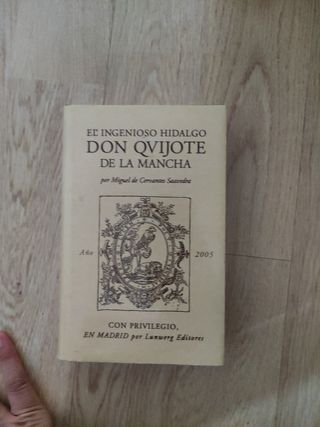 EL INGENIOSO HIDALGO
DON QVIJOTE
DE LA MANCHA
por Miguel de Cervantes Saavedra
Año 2005
CON PRIVILEGIO,
EN MADRID por Lunwerg Editores